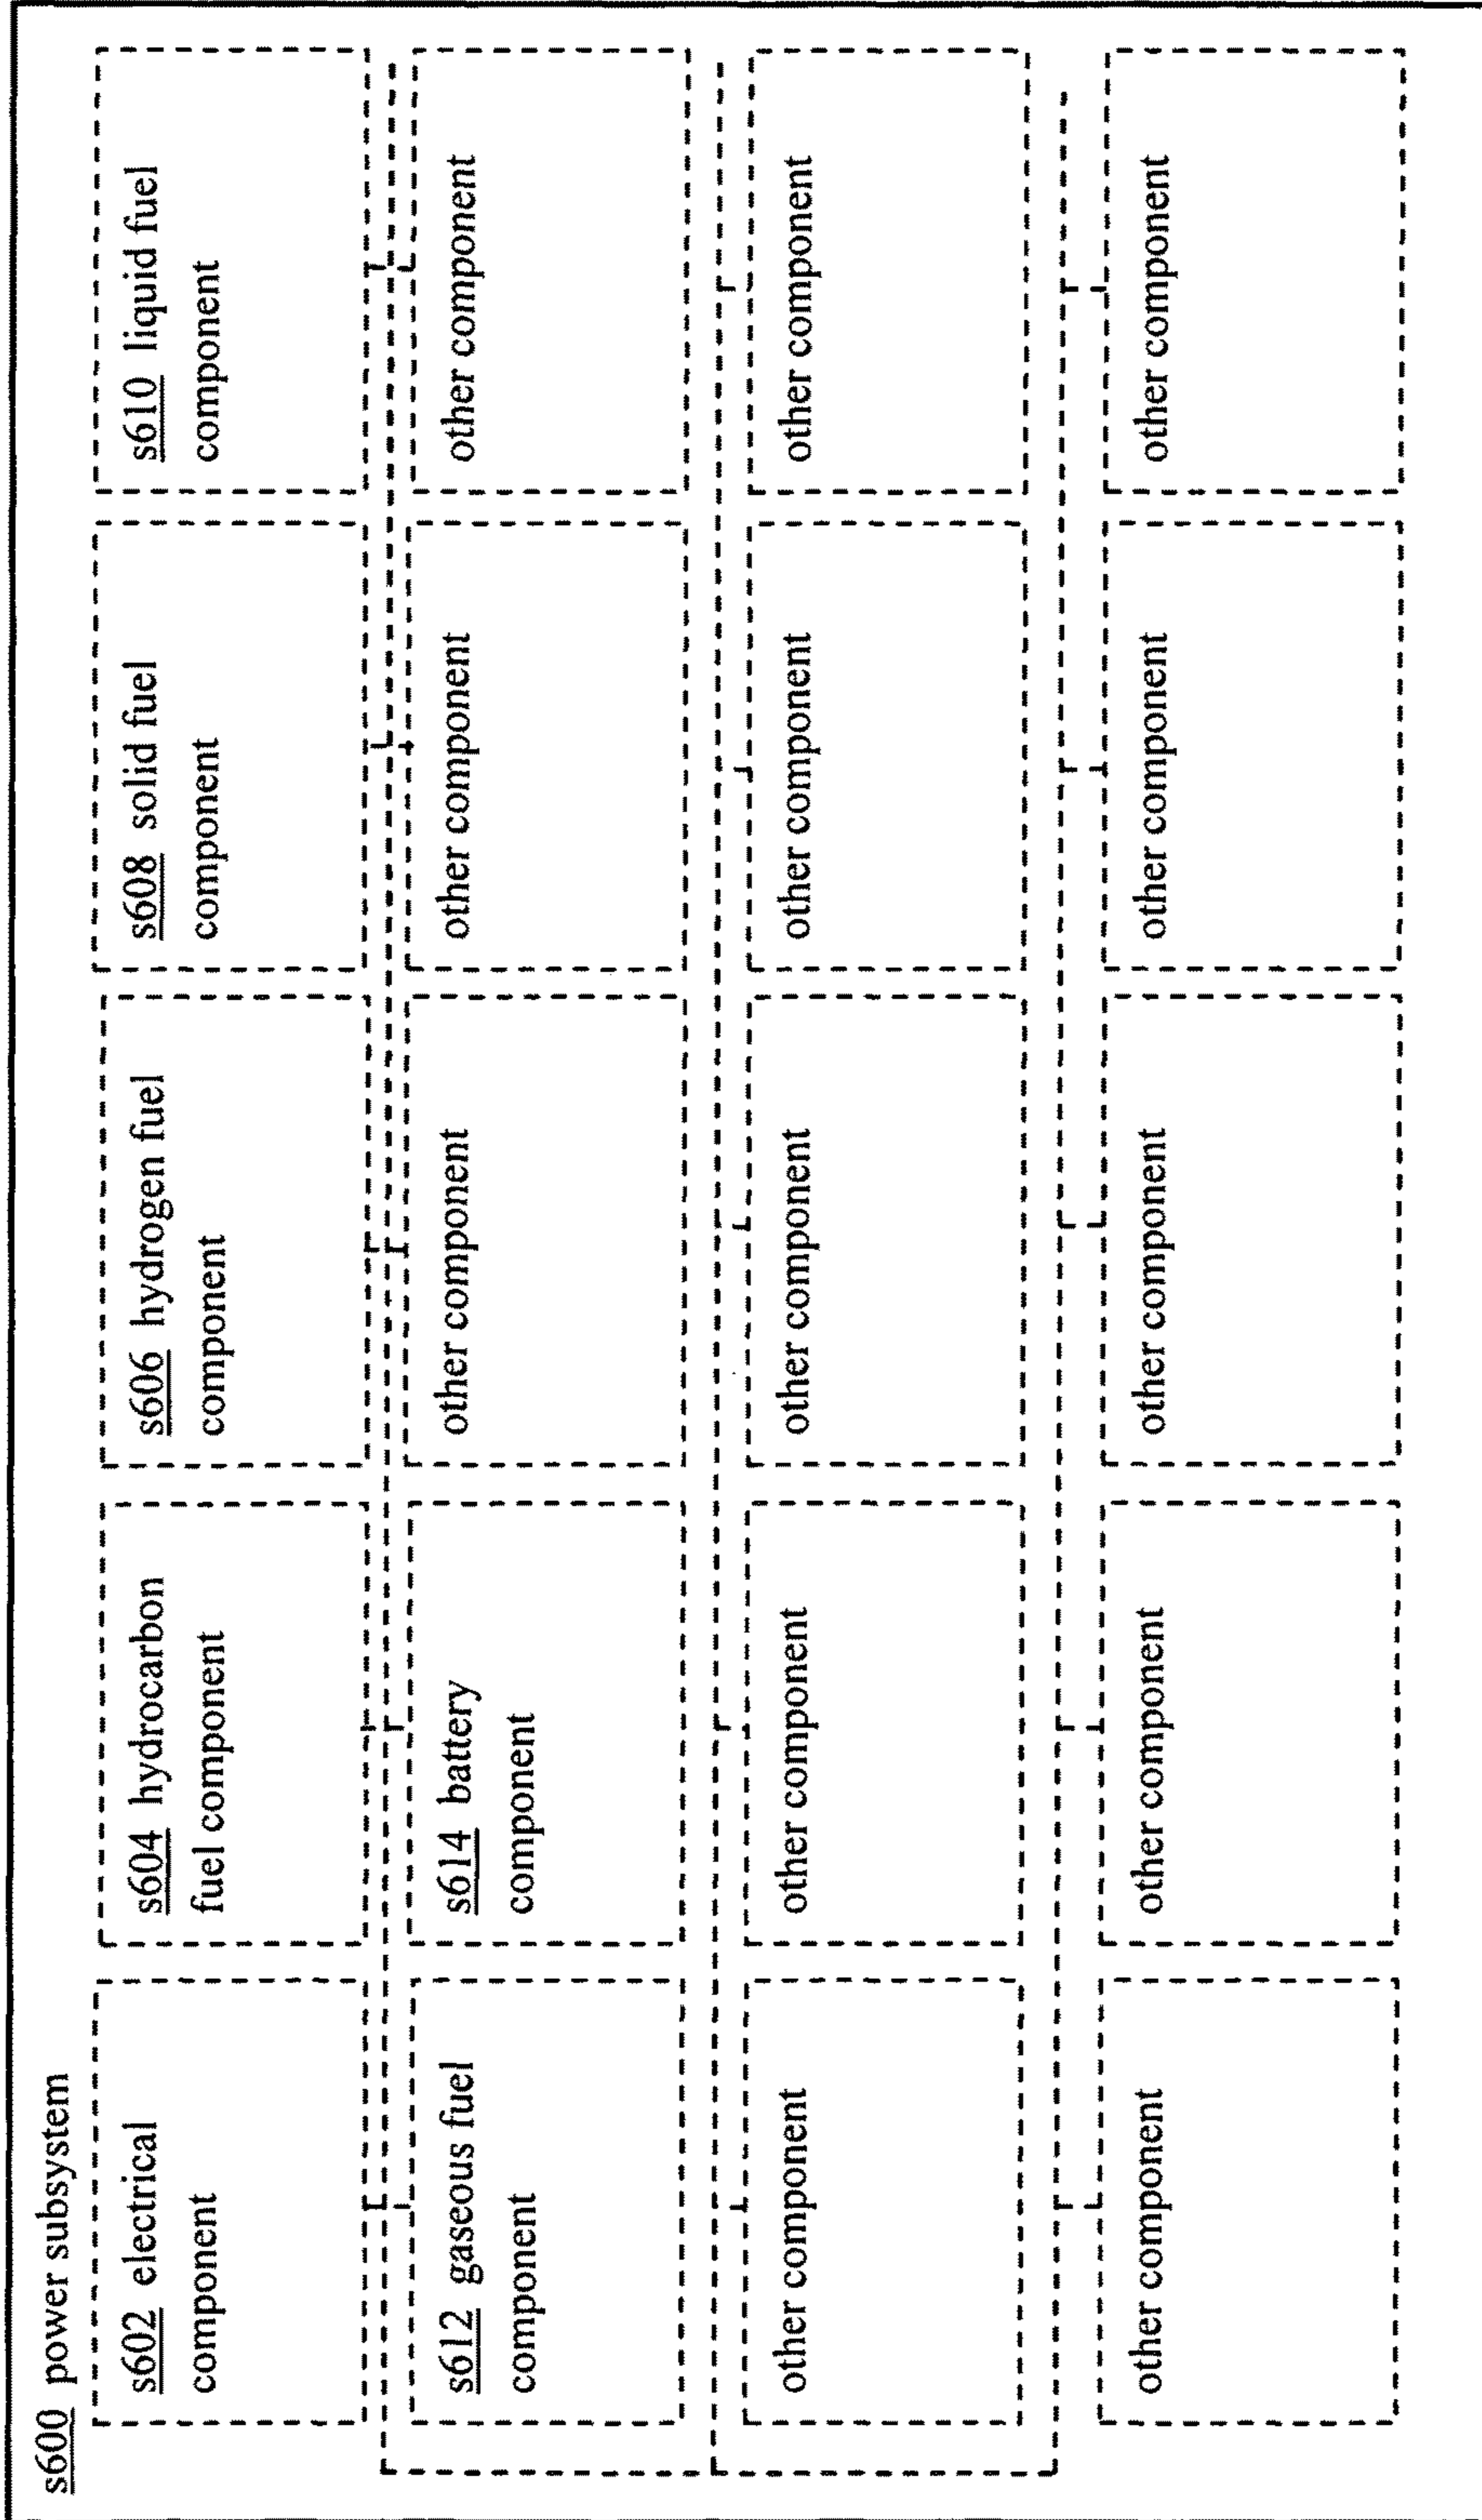 s600 power subsystem
s602 electrical
component
s604 hydrocarbon
fuel component
s606 hydrogen fuel
component
s608 solid fuel
component
s610 liquid fuel
component
s612 gaseous fuel
component
s614 battery
component
other component
other component
other component
other component
other component
other component
other component
other component
other component
other component
other component
other component
other component